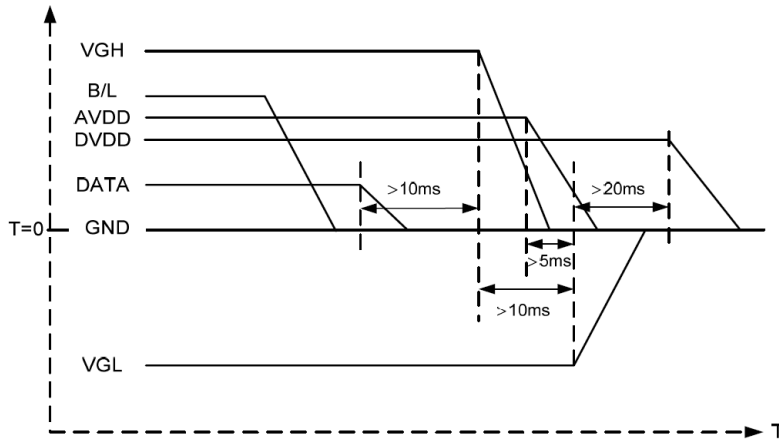 VGH
B/L
AVDD
DVDD
DATA
>10ms
>20ms
T=0
GND
>5ms
>10ms
VGL
T